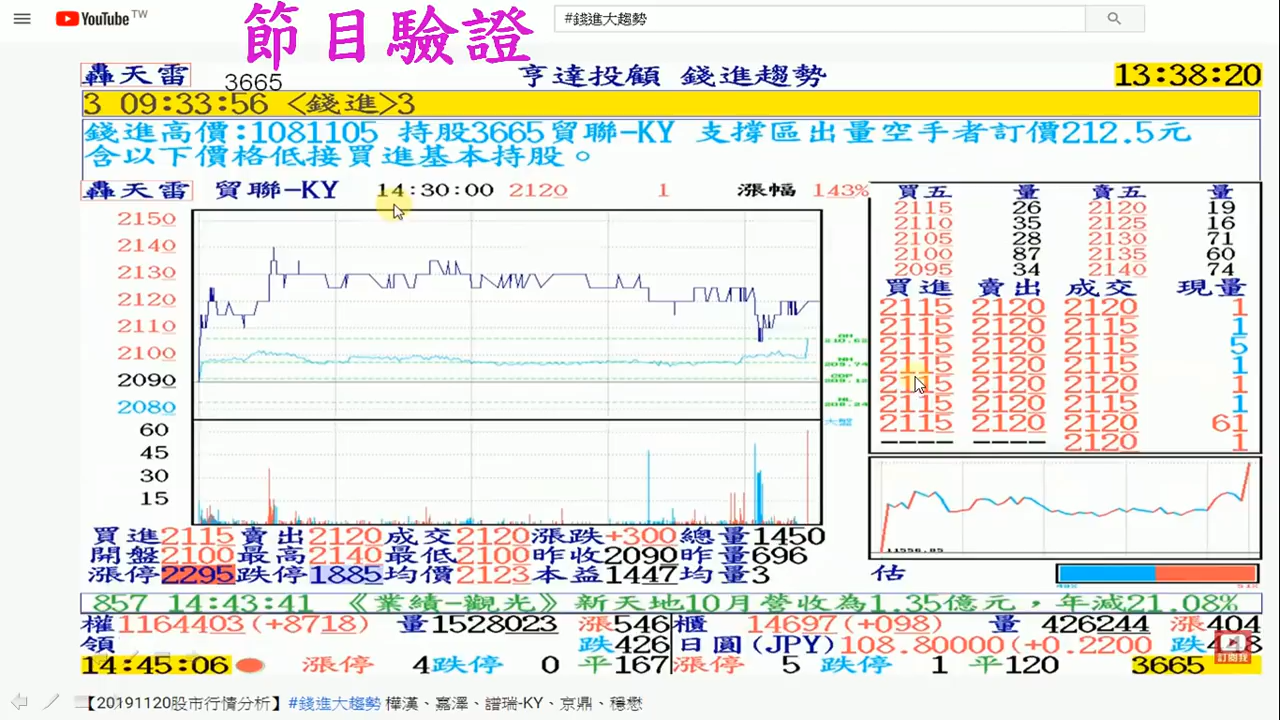 YouTube TW
節目驗證
#錢進大趨勢
轟天雷 3665 亨達投顧 錢進趨勢 13:38:20
3 09:33:56 <錢進>3
錢進高價:1081105 持股3665貿聯-KY 支撐區出量空手者訂價212.5元
含以下價格低接買進基本持股。
轟天雷 貿聯-KY 14:30:00 2120 1 漲幅 143% 買五 量 賣五 量
2150
2140
2130
2120
2110
2100
2090
2080
60
45
30
15
大盤
2115 26 2120 19
2110 35 2125 16
2105 28 2130 71
2100 87 2135 60
2095 34 2140 74
買進 賣出 成交 現量
2115 2120 2120 1
2115 2120 2115 1
2115 2120 2115 5
2115 2120 2115 1
2115 2120 2120 1
2115 2120 2115 1
2115 2120 2120 61
---- ---- 2120 1
11556.85
買進2115賣出2120成交2120漲跌+300總量1450
開盤2100最高2140最低2100昨收2090昨量696
漲停2295跌停1885均價2123本益1447均量3
估
857 14:43:41 《業績-觀光》新天地10月營收為1.35億元，年減21.08%
權1164403(+8718) 量1528023 漲546櫃 14697(+098) 量 426244 漲404
領 跌426日圓(JPY)108.80000(+0.2200 跌
訂閱我
14:45:06 漲停 4跌停 0 平167漲停 5 跌停 1 平120 3665
【20191120股市行情分析】#錢進大趨勢 樺漢、嘉澤、譜瑞-KY、京鼎、穩懋